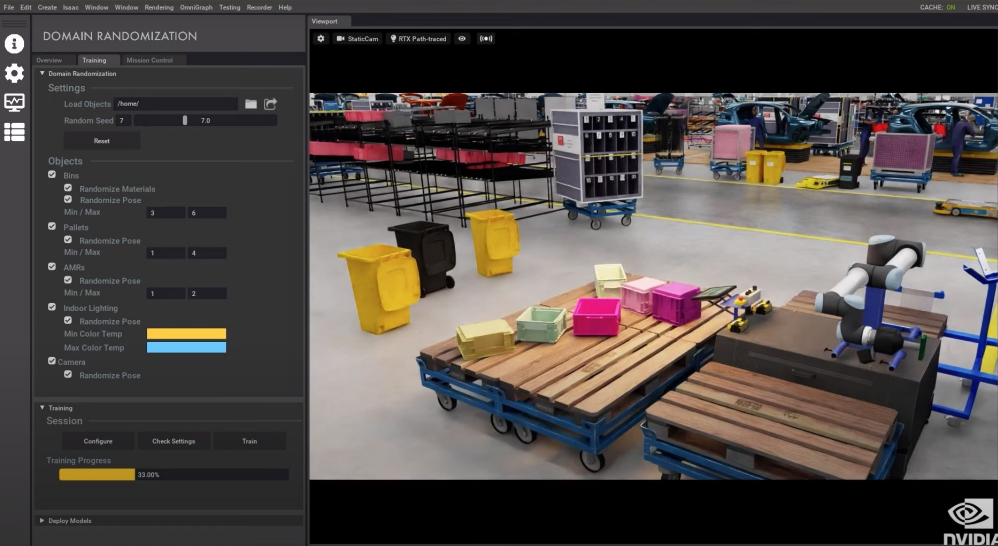 File Edit Create Isaac Window Window Rendering OmniGraph Testing Recorder Help
CACHE: ON LIVE SYNC
DOMAIN RANDOMIZATION
Overview Training Mission Control
Domain Randomization
Settings
Load Objects /home/
Random Seed 7 7.0
Reset
Objects
Bins
Randomize Materials
Randomize Pose
Min / Max 3 6
Pallets
Randomize Pose
Min / Max 1 4
AMRs
Randomize Pose
Min / Max 1 2
Indoor Lighting
Randomize Pose
Min Color Temp
Max Color Temp
Camera
Randomize Pose
Training
Session
Configure Check Settings Train
Training Progress
33.00%
Deploy Models
Viewport
StaticCam RTX Path-traced
NVIDIA